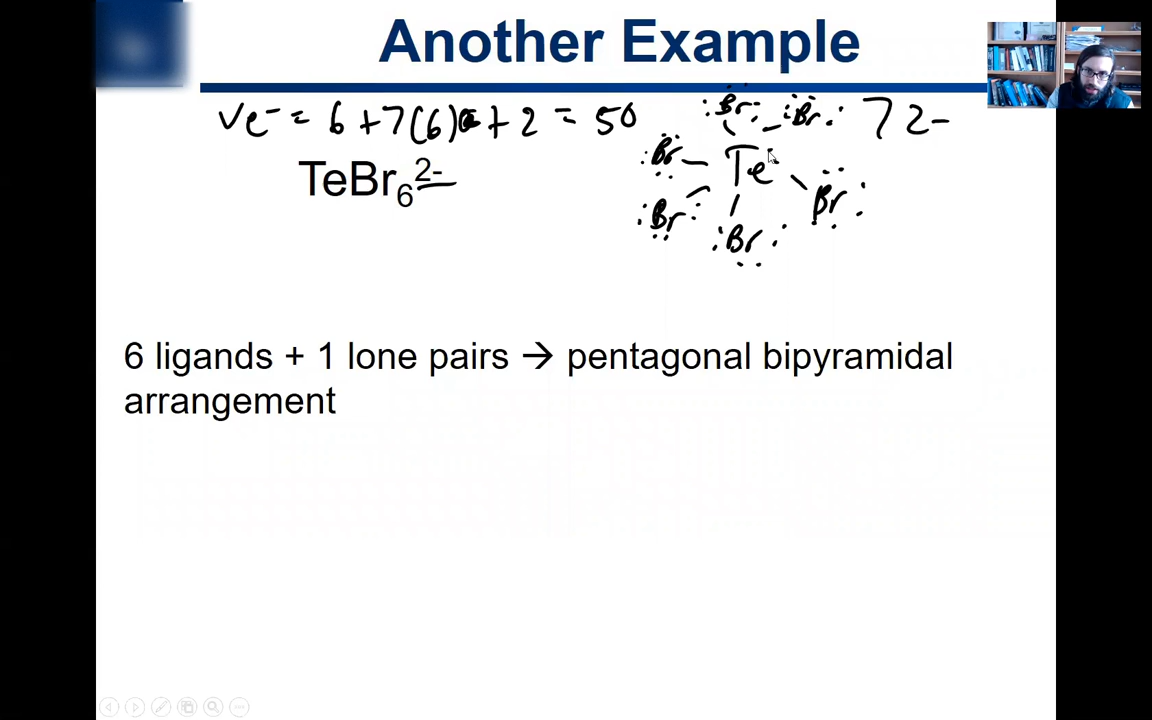 Another Example
Ve⁻ = 6 + 7(6) + 2 = 50
TeBr₆²⁻
Br Br ⁊ 2-
Br Te
Br Br
Br
6 ligands + 1 lone pairs → pentagonal bipyramidal
arrangement